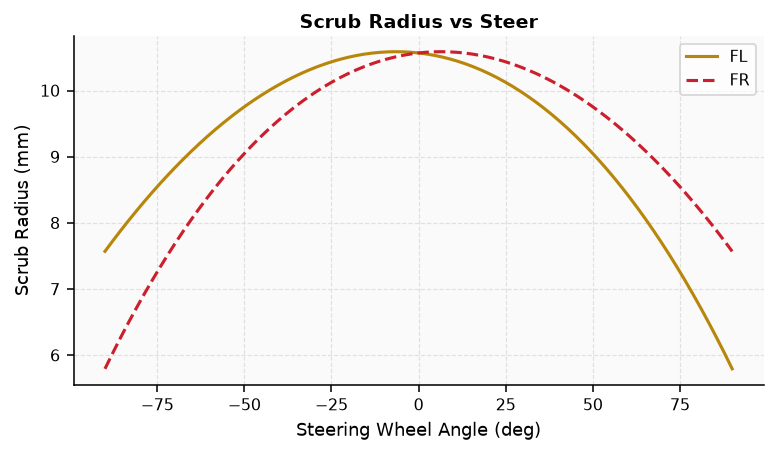 Scrub Radius vs Steer
FL
FR
Scrub Radius (mm)
10
9
8
7
6
−75 −50 −25 0 25 50 75
Steering Wheel Angle (deg)